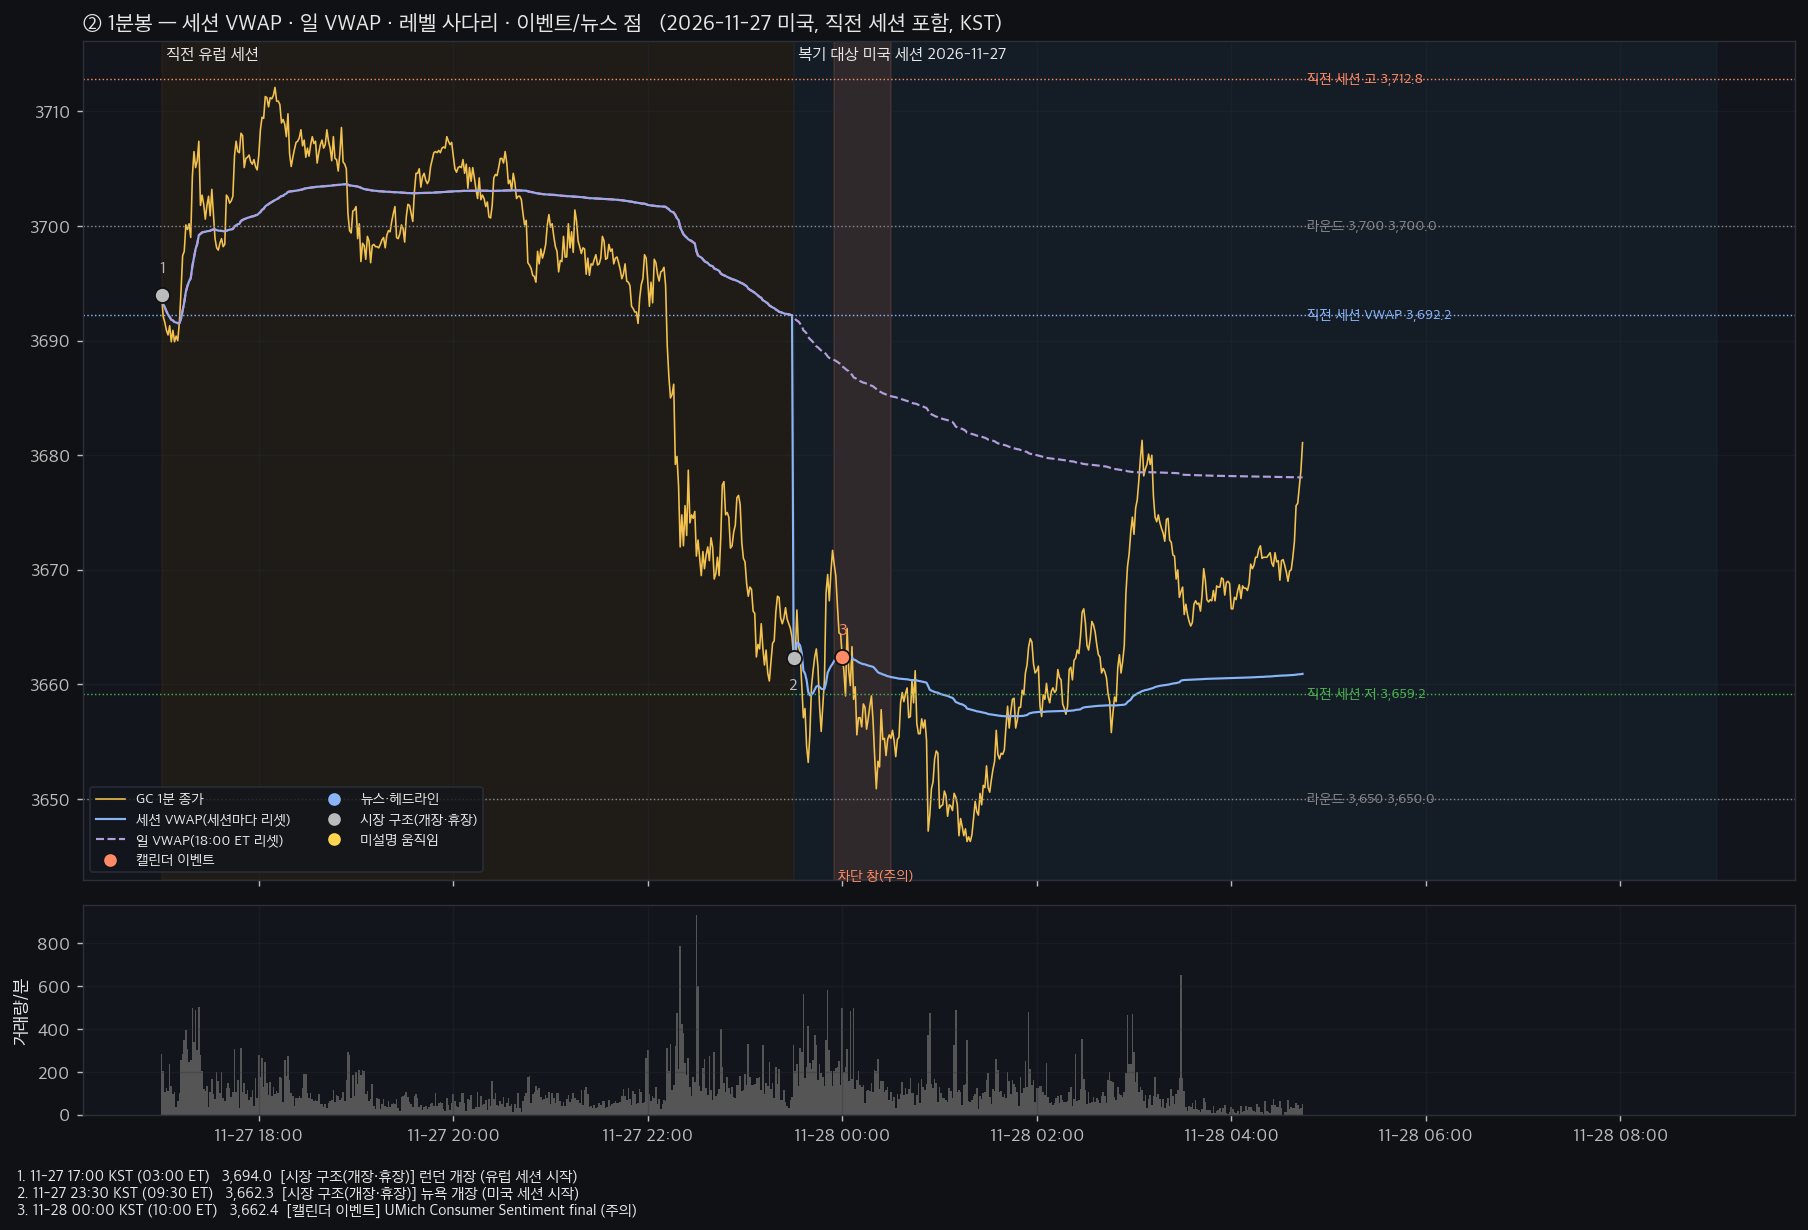 ② 1분봉 — 세션 VWAP · 일 VWAP · 레벨 사다리 · 이벤트/뉴스 점   (2026-11-27 미국, 직전 세션 포함, KST)
직전 유럽 세션
복기 대상 미국 세션 2026-11-27
직전 세션 고 3,712.8
3710
3700
라운드 3,700 3,700.0
1
직전 세션 VWAP 3,692.2
3690
3680
3670
3
2
3660
직전 세션 저 3,659.2
3650
라운드 3,650 3,650.0
GC 1분 종가
세션 VWAP(세션마다 리셋)
일 VWAP(18:00 ET 리셋)
캘린더 이벤트
뉴스·헤드라인
시장 구조(개장·휴장)
미설명 움직임
차단 창(주의)
거래량/분
800
600
400
200
0
11-27 18:00
11-27 20:00
11-27 22:00
11-28 00:00
11-28 02:00
11-28 04:00
11-28 06:00
11-28 08:00
1. 11-27 17:00 KST (03:00 ET)   3,694.0  [시장 구조(개장·휴장)] 런던 개장 (유럽 세션 시작)
2. 11-27 23:30 KST (09:30 ET)   3,662.3  [시장 구조(개장·휴장)] 뉴욕 개장 (미국 세션 시작)
3. 11-28 00:00 KST (10:00 ET)   3,662.4  [캘린더 이벤트] UMich Consumer Sentiment final (주의)